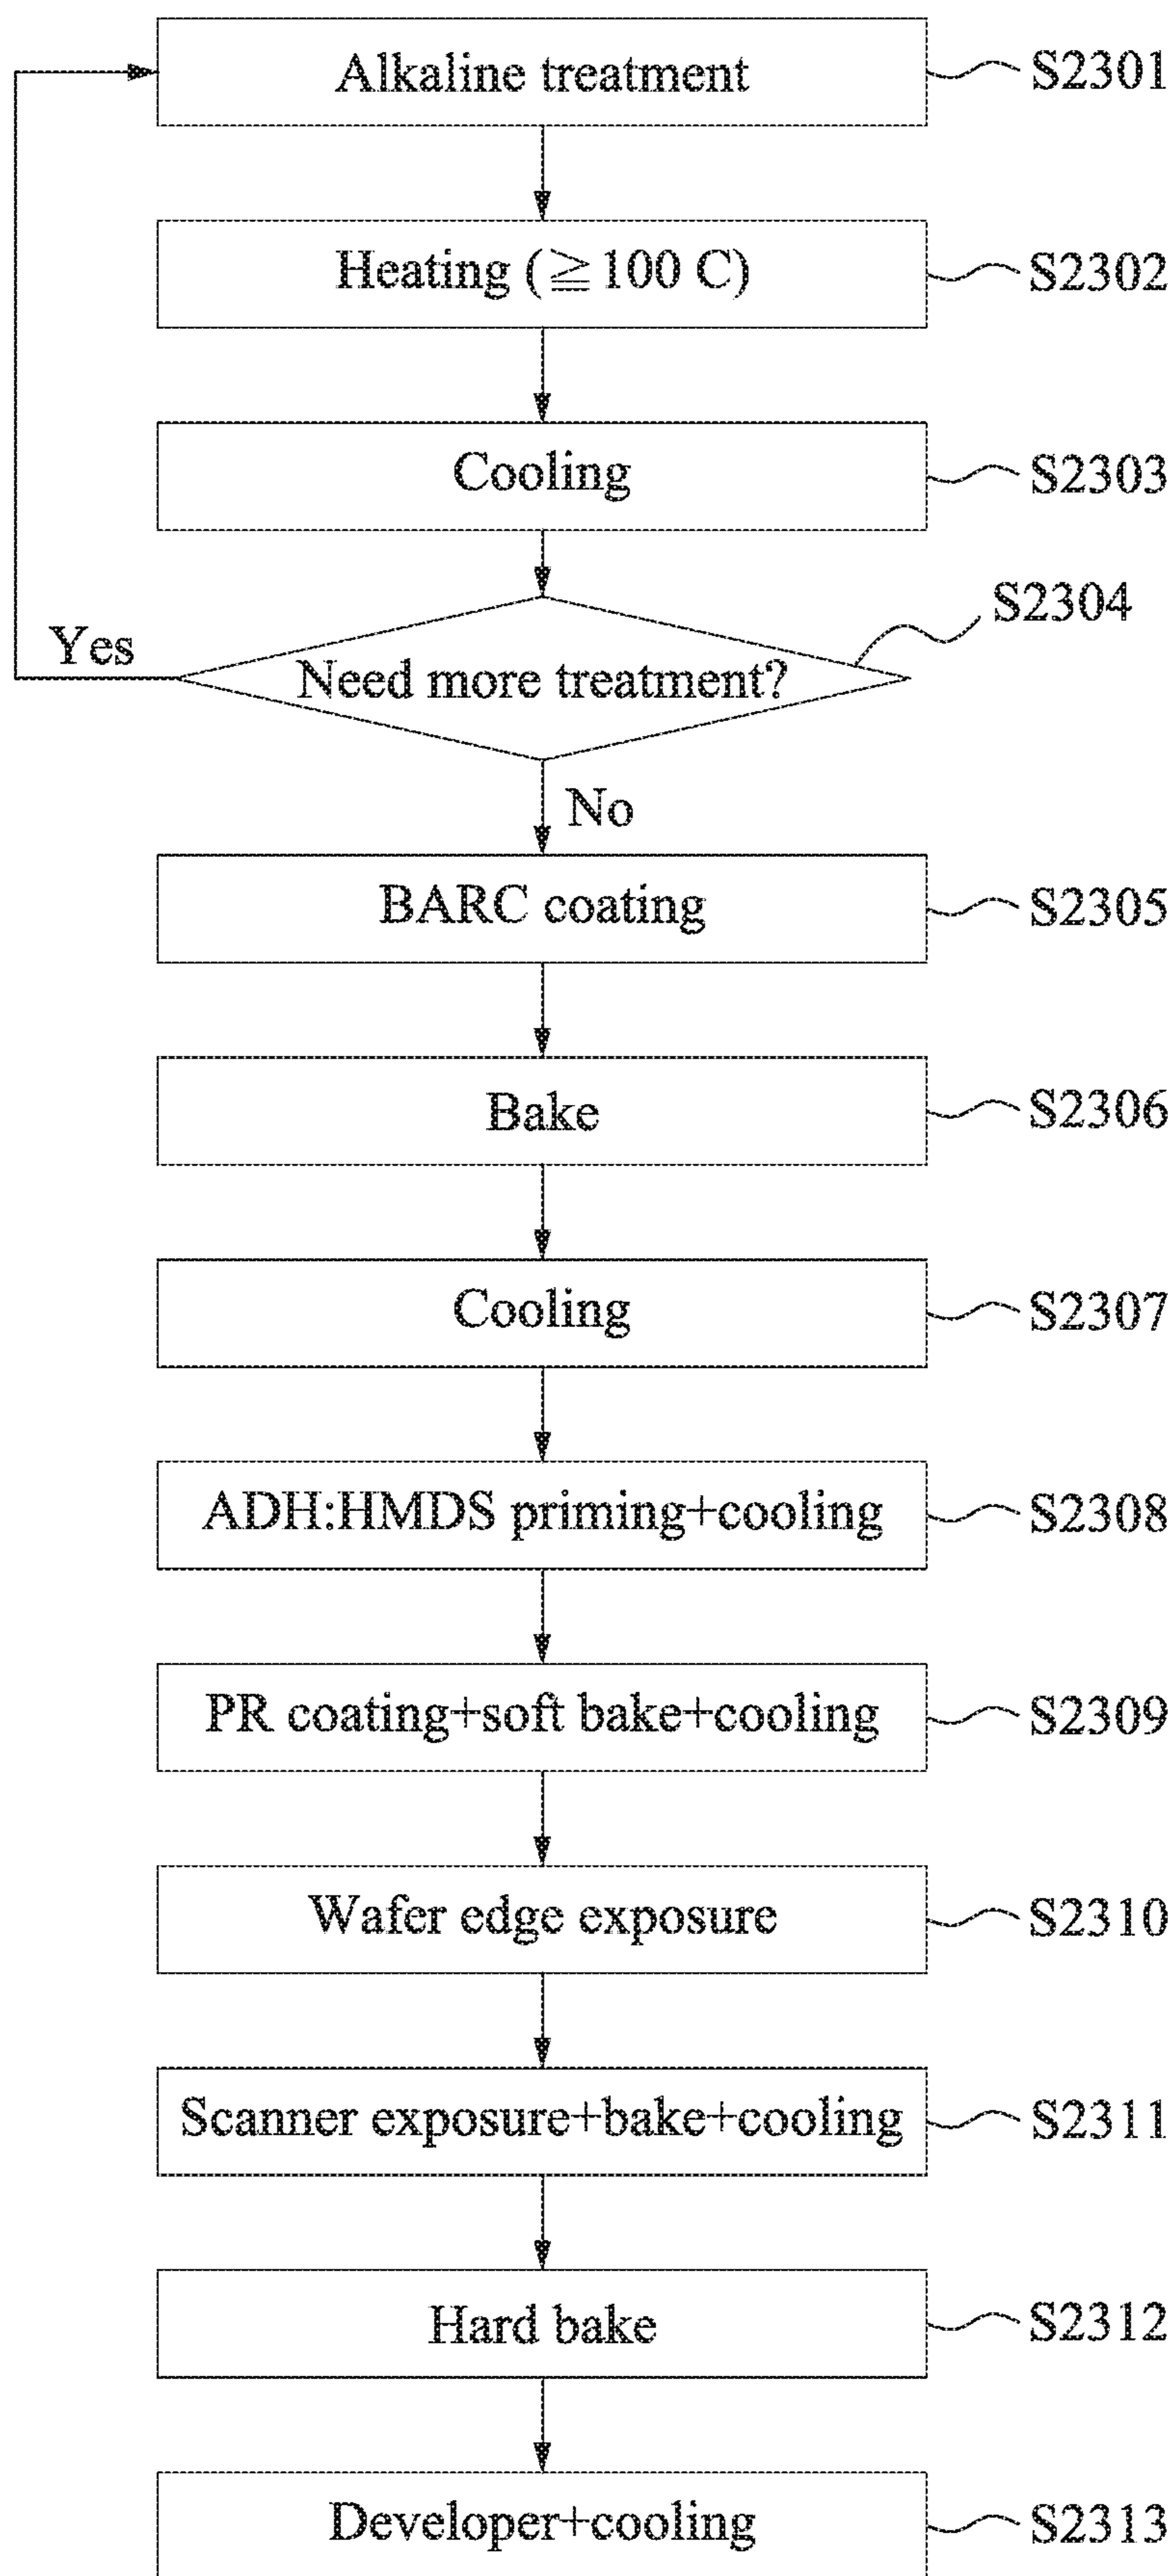 Alkaline treatment
S2301
Heating (≧100 C)
S2302
Cooling
S2303
S2304
Yes
Need more treatment?
No
BARC coating
S2305
Bake
S2306
Cooling
S2307
ADH:HMDS priming+cooling
S2308
PR coating+soft bake+cooling
S2309
Wafer edge exposure
S2310
Scanner exposure+bake+cooling
S2311
Hard bake
S2312
Developer+cooling
S2313